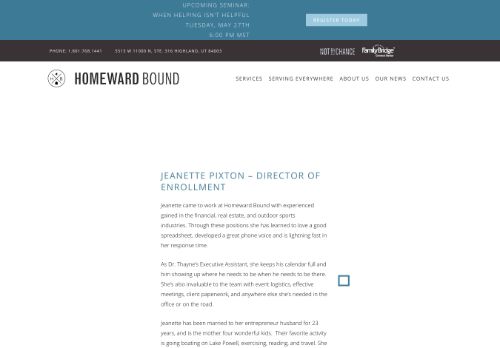 UPCOMING SEMINAR:
WHEN HELPING ISN'T HELPFUL
TUESDAY, MAY 27TH
6:00 PM MST
REGISTER TODAY
PHONE: 1.801.768.1441
5513 W 11000 N, STE. 316 HIGHLAND, UT 84003
NOT BY CHANCE
FamilyBridge
HOMEWARD BOUND
SERVICES
SERVING EVERYWHERE
ABOUT US
OUR NEWS
CONTACT US
JEANETTE PIXTON – DIRECTOR OF
ENROLLMENT
Jeanette came to work at Homeward Bound with experienced
gained in the financial, real estate, and outdoor sports
industries. Through these positions she has learned to love a good
spreadsheet, developed a great phone voice and is lightning fast in
her response time.
As Dr. Thayne's Executive Assistant, she keeps his calendar full and
him showing up where he needs to be when he needs to be there.
She's also invaluable to the team with event logistics, effective
meetings, client paperwork, and anywhere else she's needed in the
office or on the road.
Jeanette has been married to her entrepreneur husband for 23
years, and is the mother four wonderful kids. Their favorite activity
is going boating on Lake Powell, exercising, reading, and travel. She